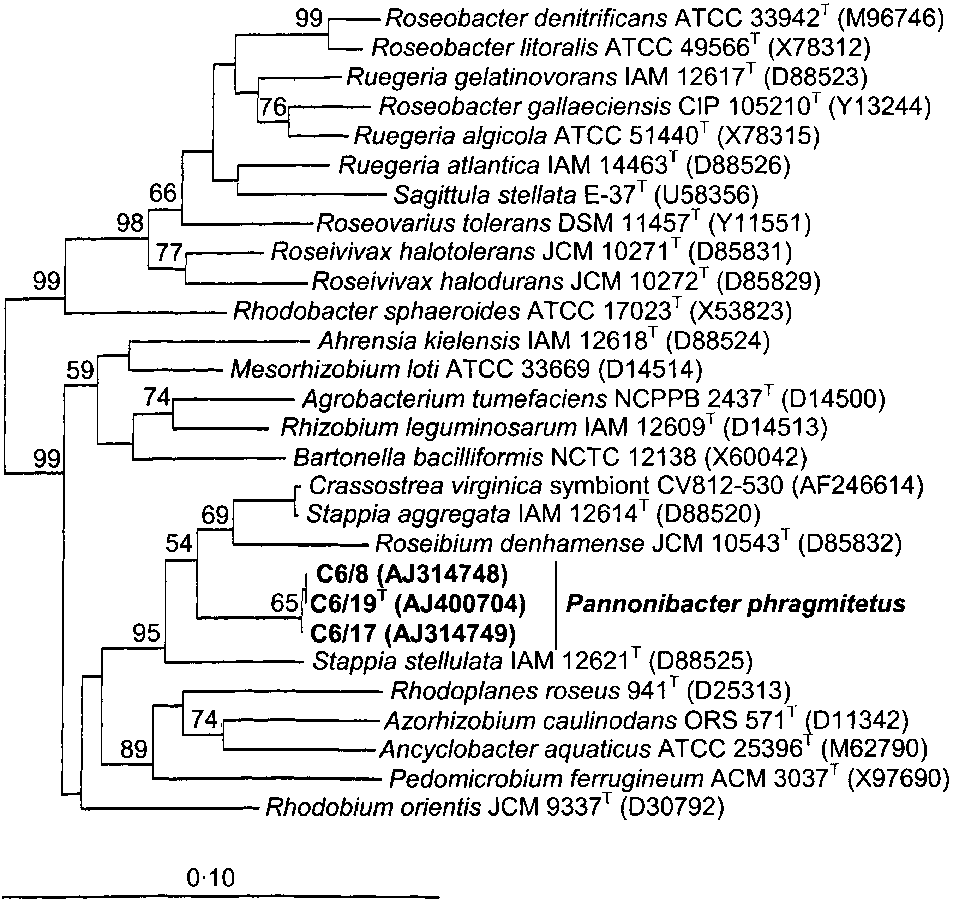 99
Roseobacter denitrificans ATCC 33942T (M96746)
Roseobacter litoralis ATCC 49566T (X78312)
Ruegeria gelatinovorans IAM 12617T (D88523)
76
Roseobacter gallaeciensis CIP 105210T (Y13244)
Ruegeria algicola ATCC 51440T (X78315)
Ruegeria atlantica IAM 14463T (D88526)
66
Sagittula stellata E-37T (U58356)
98
Roseovarius tolerans DSM 11457T (Y11551)
77
Roseivivax halotolerans JCM 10271T (D85831)
99
Roseivivax halodurans JCM 10272T (D85829)
Rhodobacter sphaeroides ATCC 17023T (X53823)
Ahrensia kielensis IAM 12618T (D88524)
59
Mesorhizobium loti ATCC 33669 (D14514)
74
Agrobacterium tumefaciens NCPPB 2437T (D14500)
Rhizobium leguminosarum IAM 12609T (D14513)
99
Bartonella bacilliformis NCTC 12138 (X60042)
Crassostrea virginica symbiont CV812-530 (AF246614)
69
Stappia aggregata IAM 12614T (D88520)
54
Roseibium denhamense JCM 10543T (D85832)
C6/8 (AJ314748)
65
C6/19T (AJ400704)
Pannonibacter phragmitetus
95
C6/17 (AJ314749)
Stappia stellulata IAM 12621T (D88525)
Rhodoplanes roseus 941T (D25313)
74
Azorhizobium caulinodans ORS 571T (D11342)
89
Ancyclobacter aquaticus ATCC 25396T (M62790)
Pedomicrobium ferrugineum ACM 3037T (X97690)
Rhodobium orientis JCM 9337T (D30792)
0·10